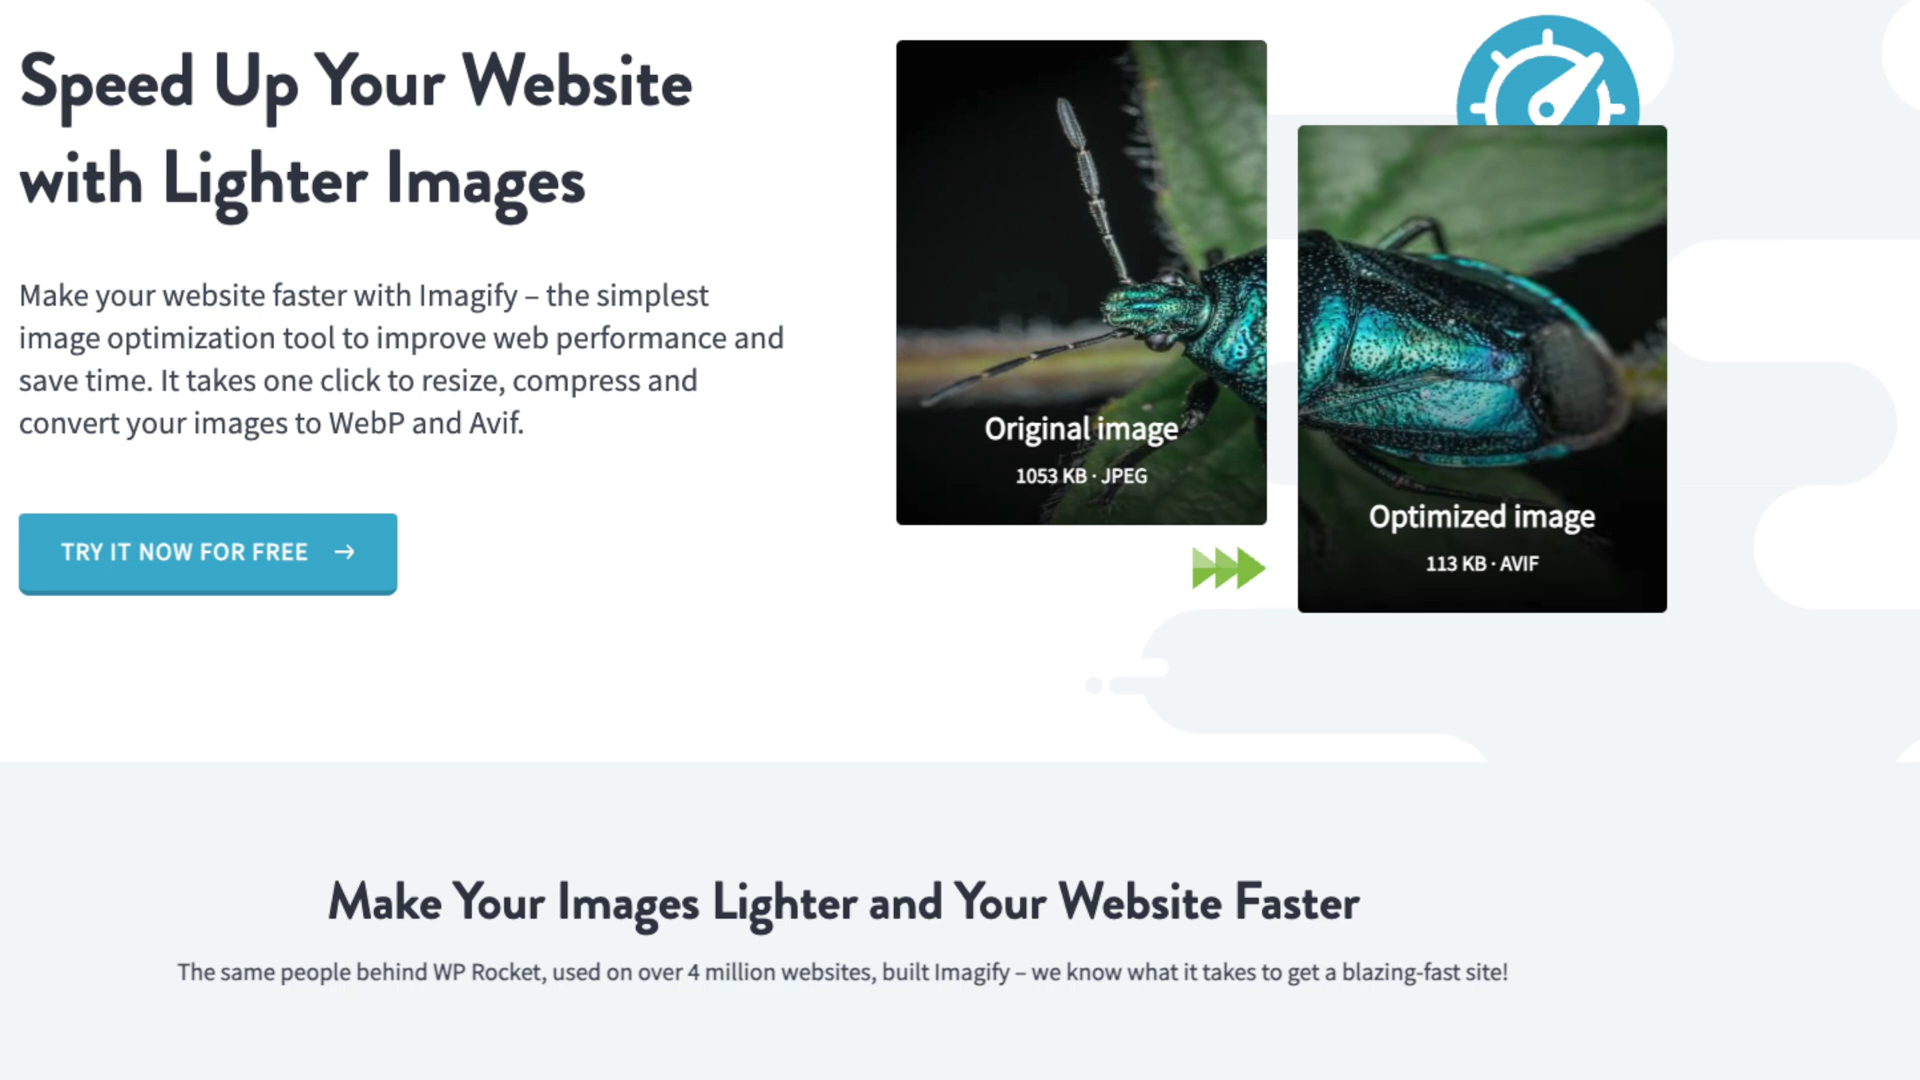 Speed Up Your Website
with Lighter Images
Make your website faster with Imagify – the simplest
image optimization tool to improve web performance and
save time. It takes one click to resize, compress and
convert your images to WebP and Avif.
TRY IT NOW FOR FREE →
Original image
1053 KB · JPEG
Optimized image
113 KB · AVIF
Make Your Images Lighter and Your Website Faster
The same people behind WP Rocket, used on over 4 million websites, built Imagify – we know what it takes to get a blazing-fast site!